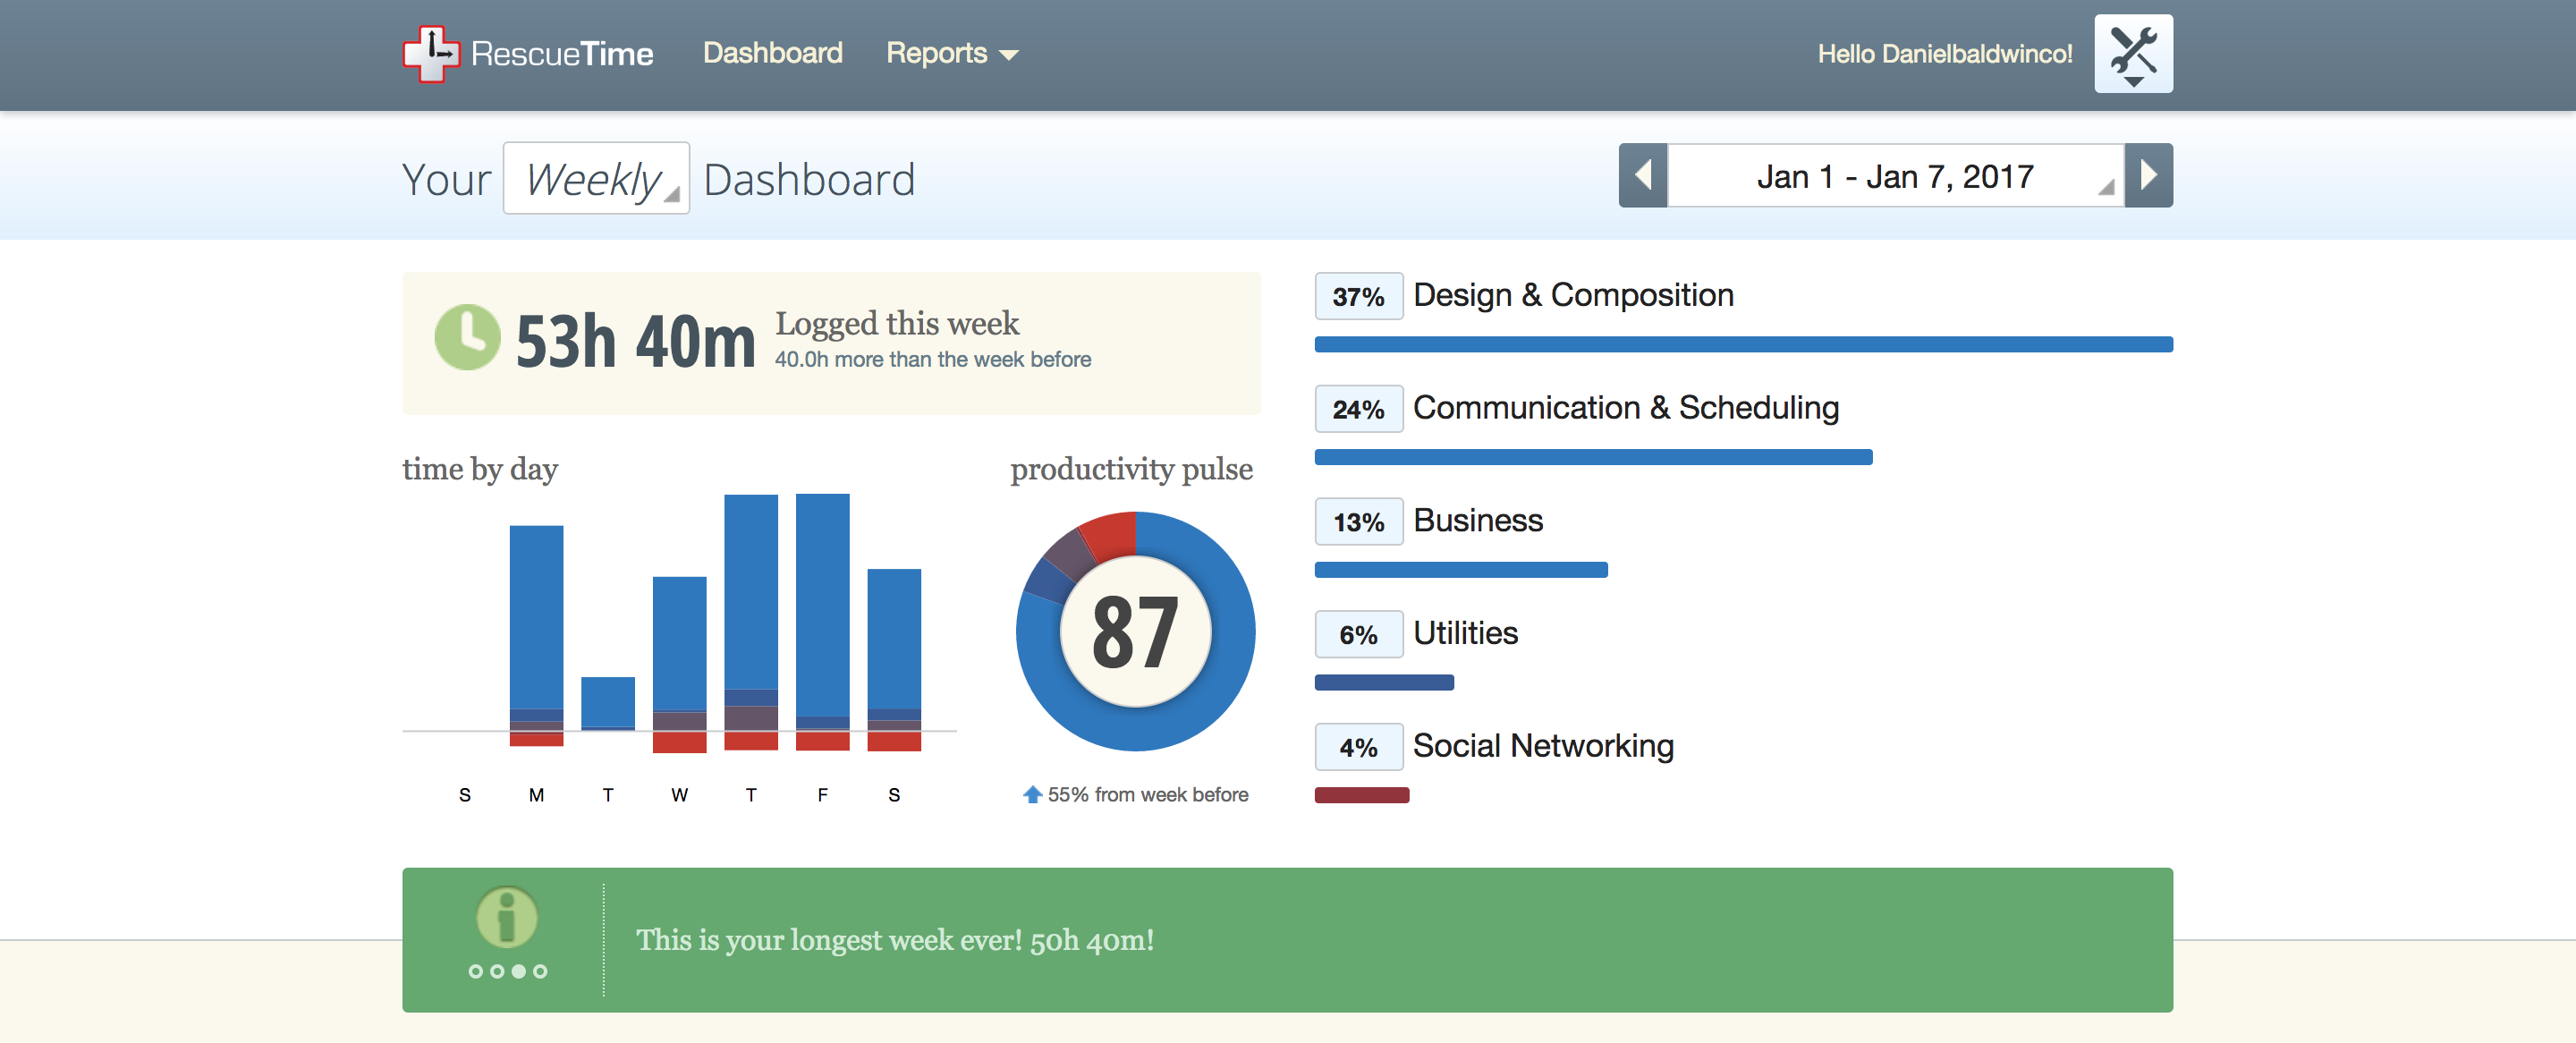 RescueTime Dashboard Reports Hello Danielbaldwinco!
Your Weekly Dashboard
Jan 1 - Jan 7, 2017
53h 40m
Logged this week
40.0h more than the week before
time by day
S M T W T F S
productivity pulse
87
55% from week before
37% Design & Composition
24% Communication & Scheduling
13% Business
6% Utilities
4% Social Networking
This is your longest week ever! 50h 40m!